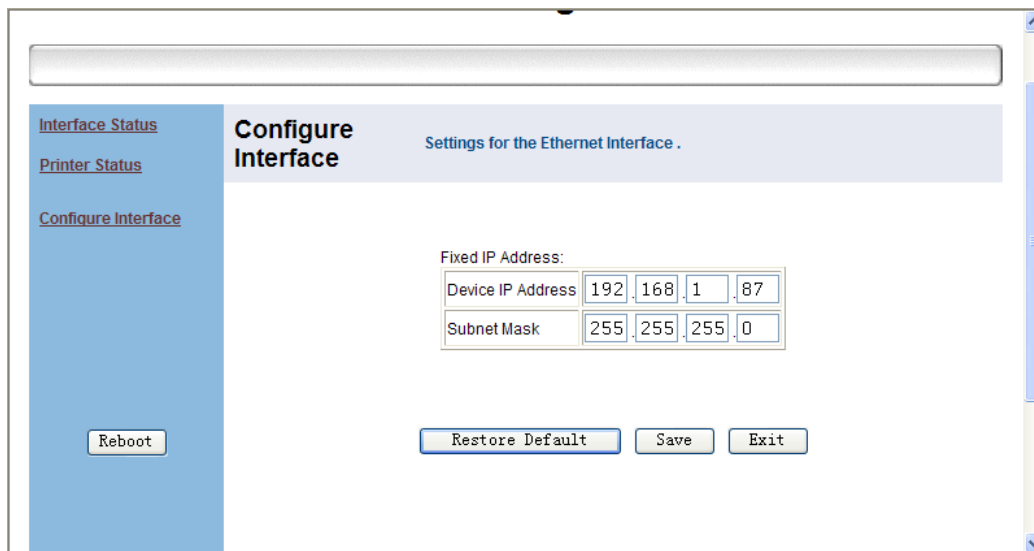 Interface Status
Printer Status
Configure Interface
Reboot
Configure
Interface
Settings for the Ethernet Interface .
Fixed IP Address:
Device IP Address 192 . 168 . 1 . 87
Subnet Mask 255 . 255 . 255 . 0
Restore Default Save Exit